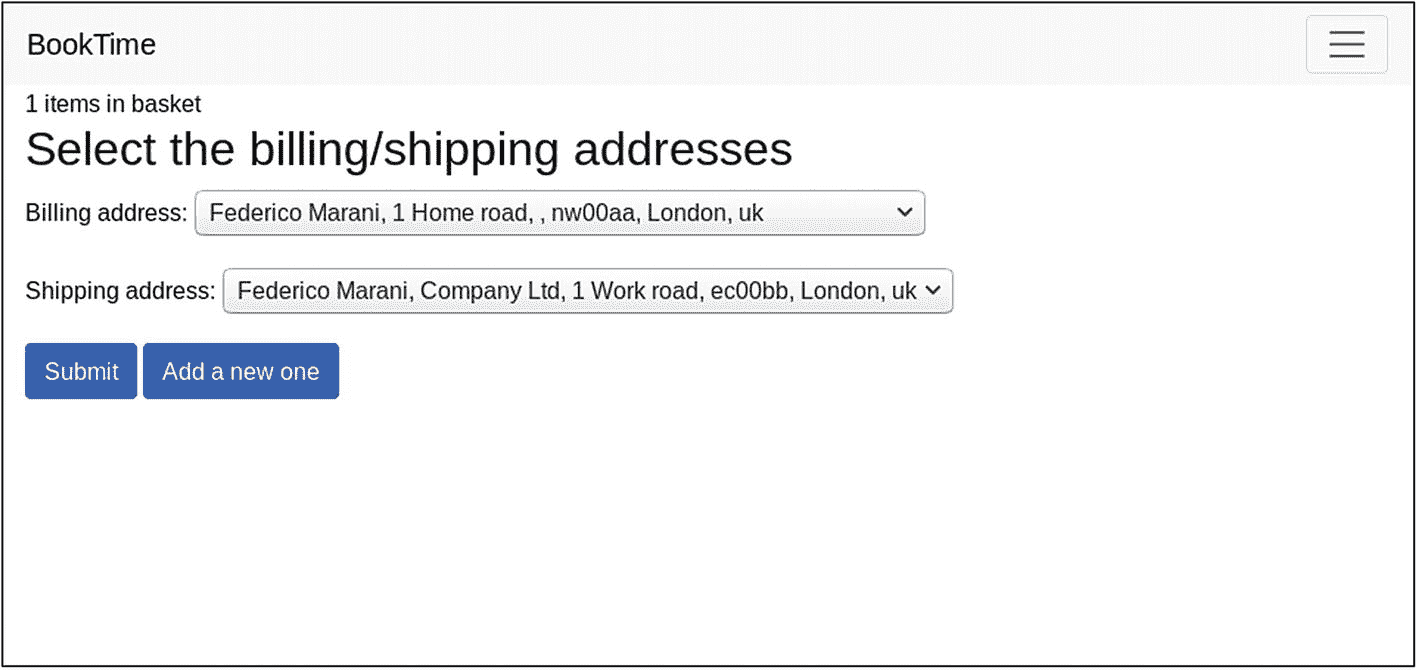 BookTime
1 items in basket
Select the billing/shipping addresses
Billing address: Federico Marani, 1 Home road, , nw00aa, London, uk
Shipping address: Federico Marani, Company Ltd, 1 Work road, ec00bb, London, uk
Submit Add a new one